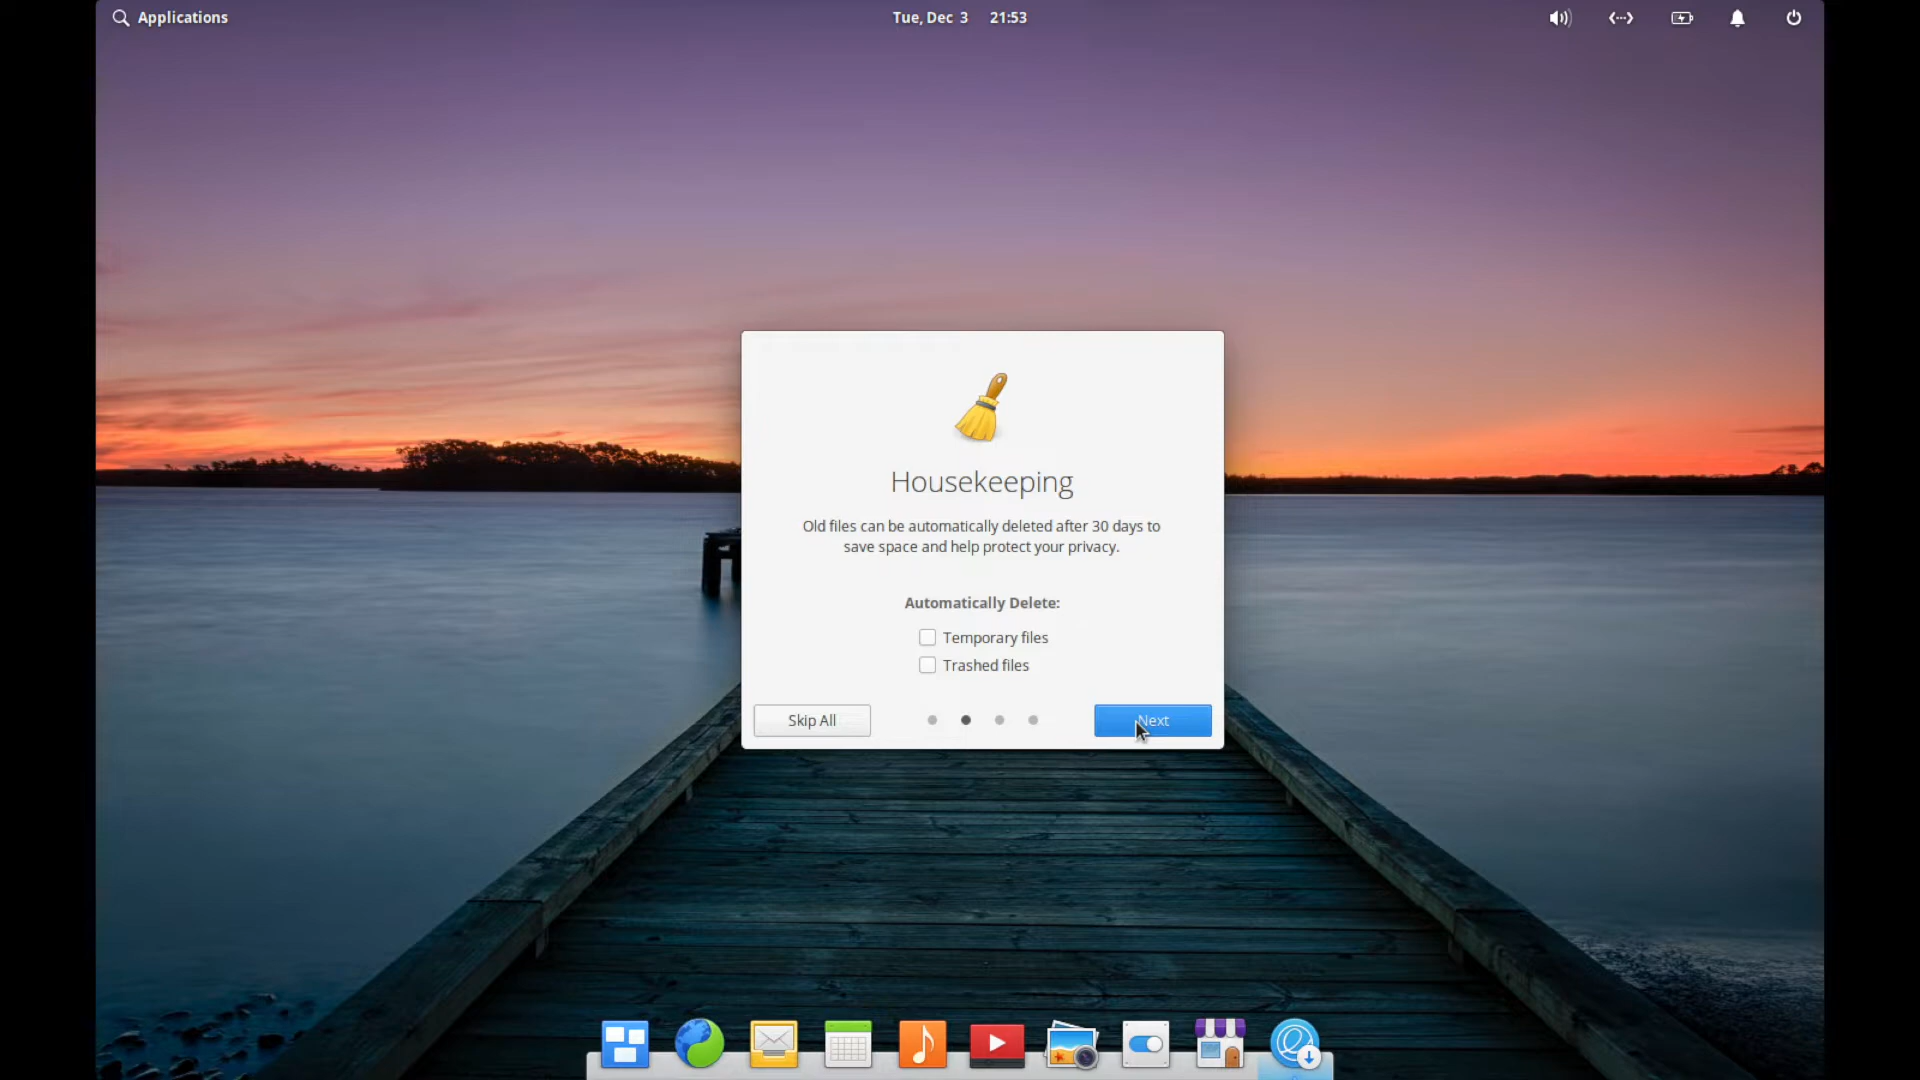 Applications
Tue, Dec 3 21:53
Housekeeping
Old files can be automatically deleted after 30 days to
save space and help protect your privacy.
Automatically Delete:
Temporary files
Trashed files
Skip All
Next